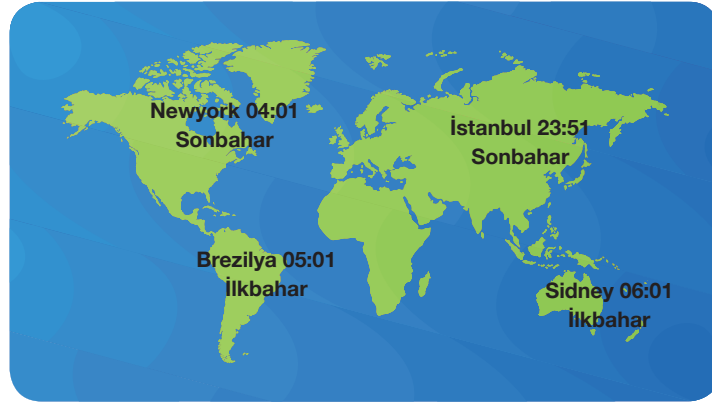 Newyork 04:01
Sonbahar
İstanbul 23:51
Sonbahar
Brezilya 05:01
İlkbahar
Sidney 06:01
İlkbahar